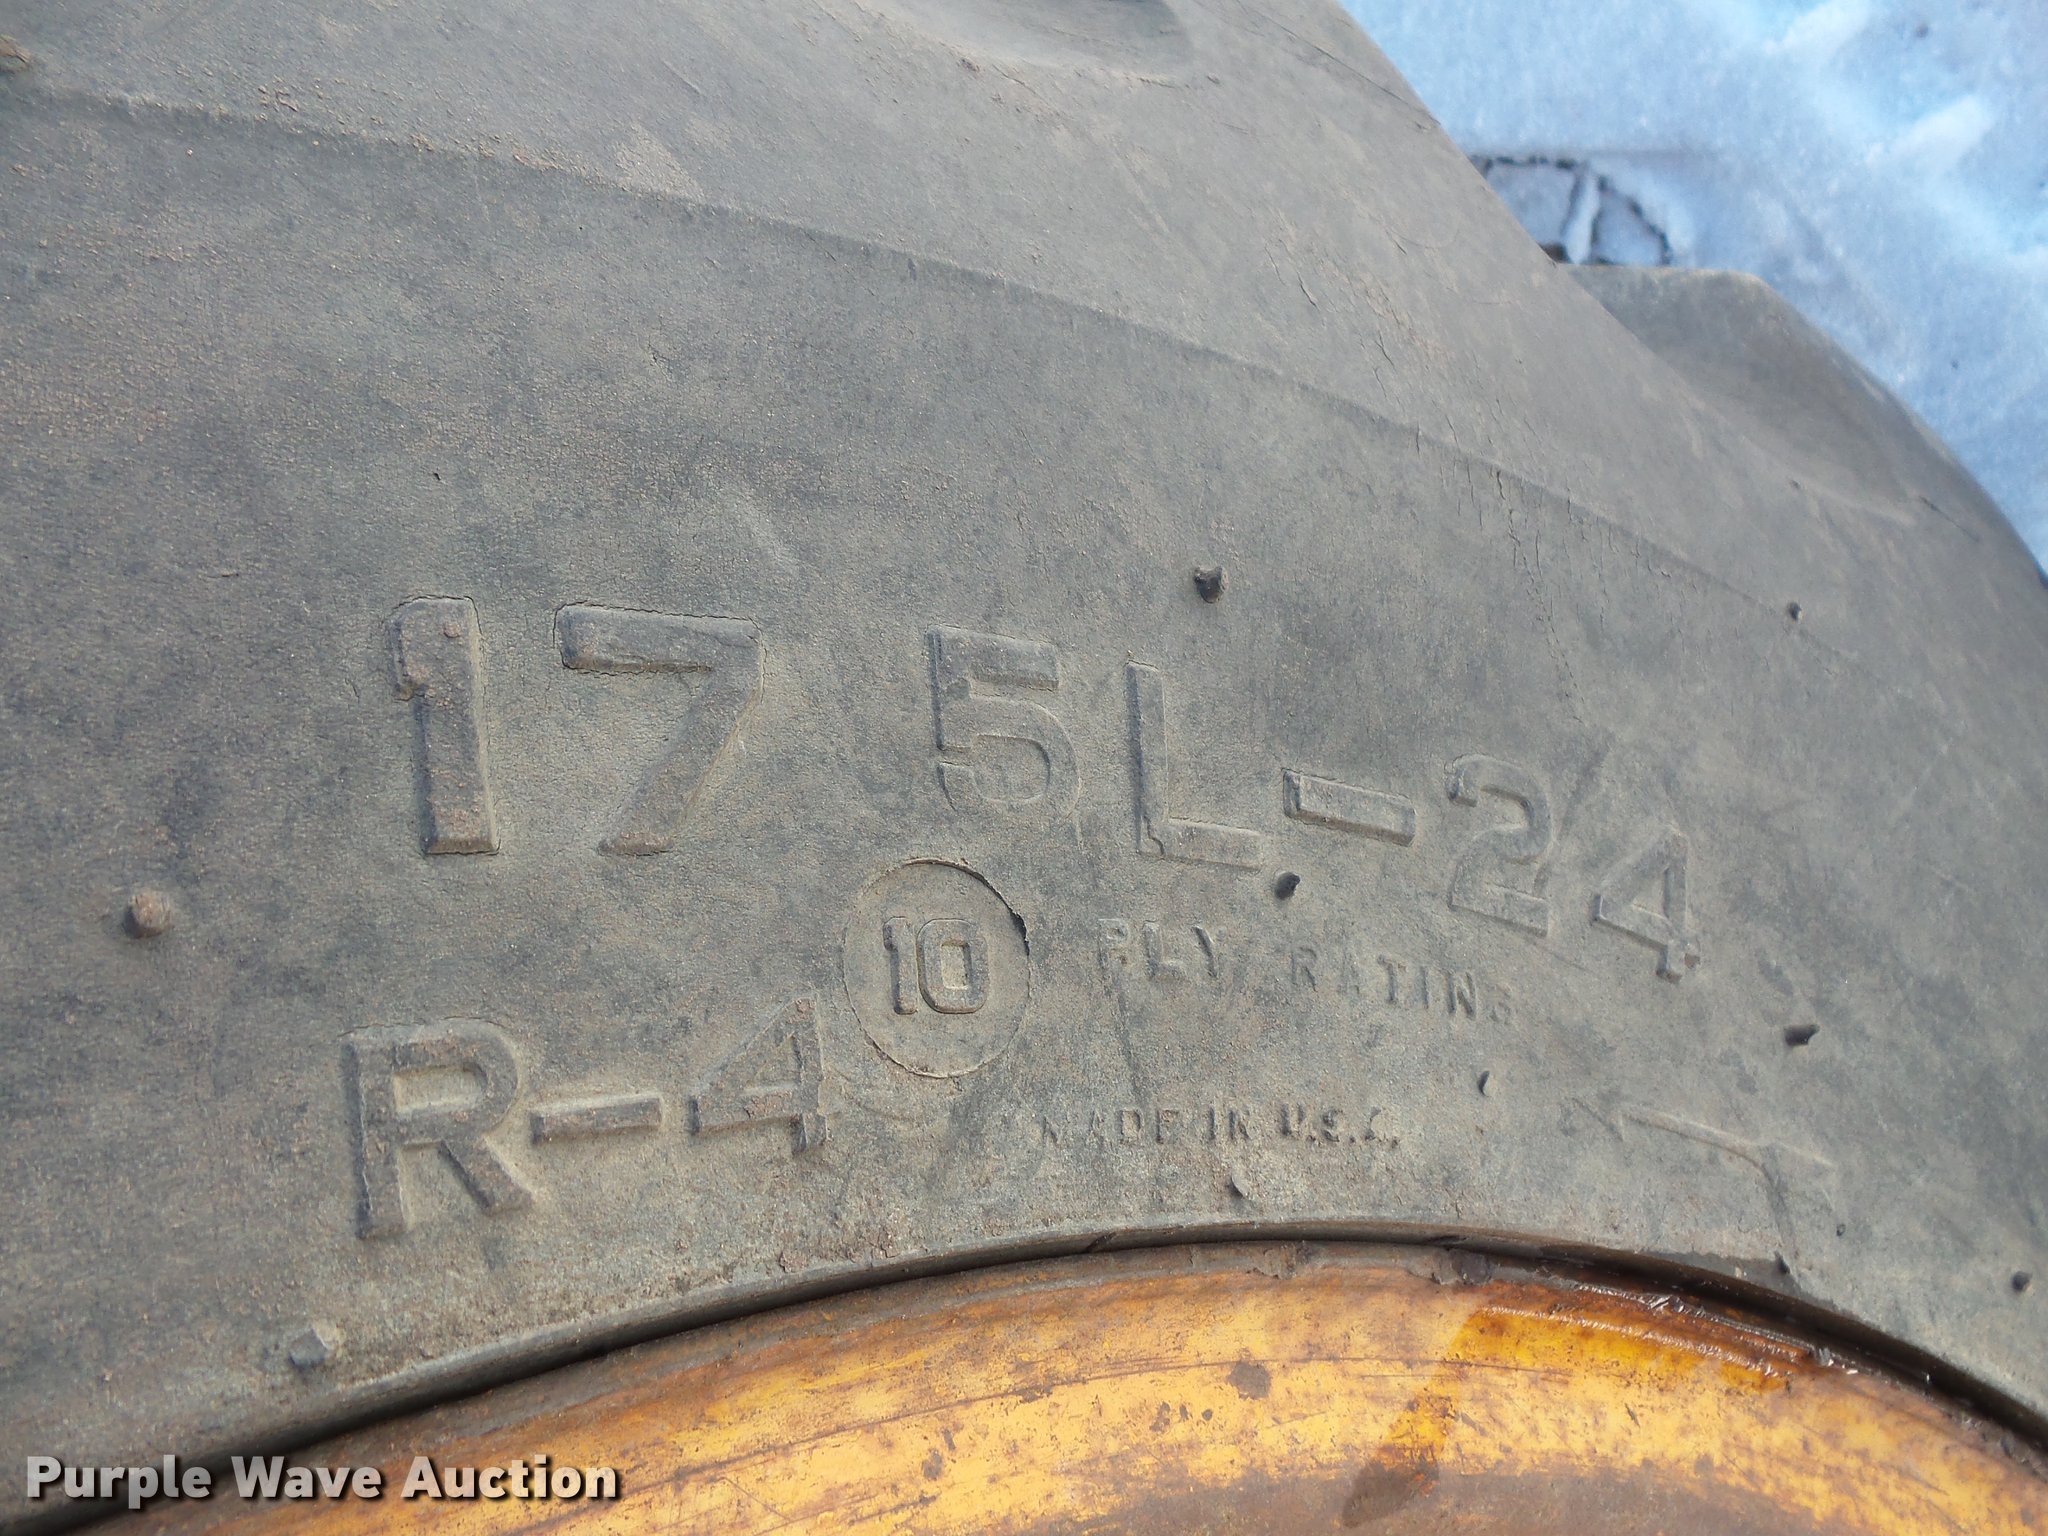 17 5L-24
10 PLY RATING
R-4
MADE IN U.S.A.
Purple Wave Auction